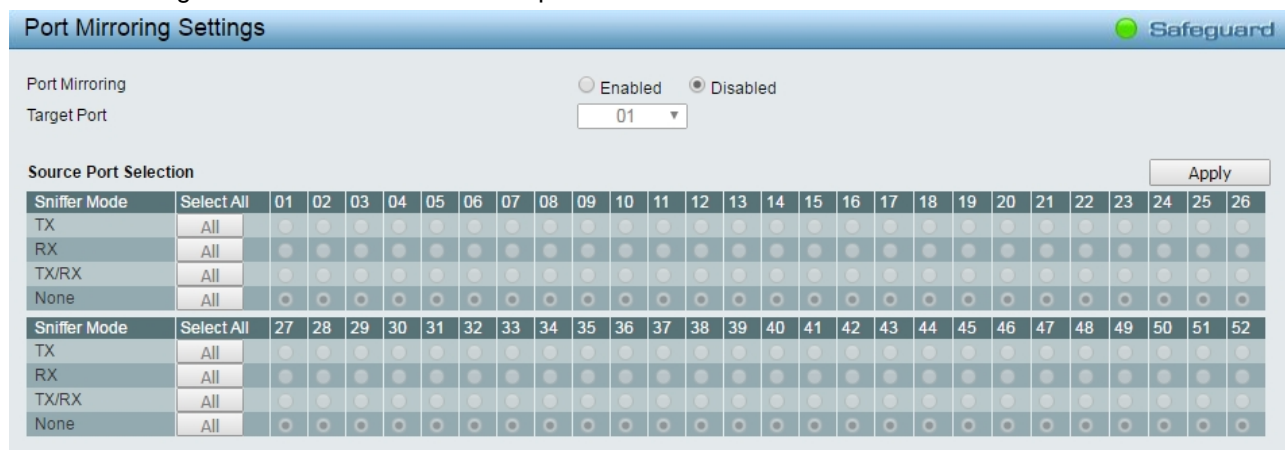 Port Mirroring Settings Safeguard
Port Mirroring Enabled Disabled
Target Port 01
Source Port Selection Apply
Sniffer Mode Select All 01 02 03 04 05 06 07 08 09 10 11 12 13 14 15 16 17 18 19 20 21 22 23 24 25 26
TX All
RX All
TX/RX All
None All
Sniffer Mode Select All 27 28 29 30 31 32 33 34 35 36 37 38 39 40 41 42 43 44 45 46 47 48 49 50 51 52
TX All
RX All
TX/RX All
None All